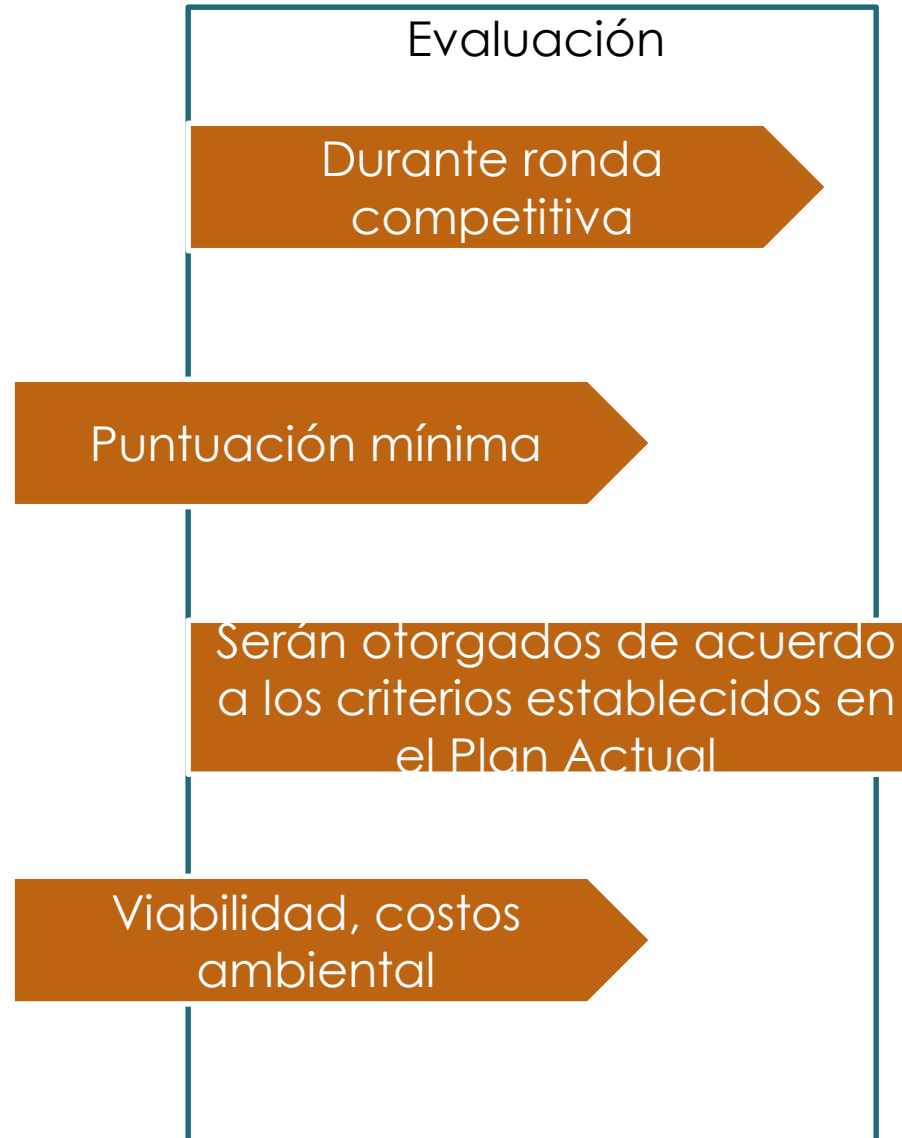 Evaluación
Durante ronda
competitiva
Puntuación mínima
Serán otorgados de acuerdo
a los criterios establecidos en
el Plan Actual
Viabilidad, costos
ambiental